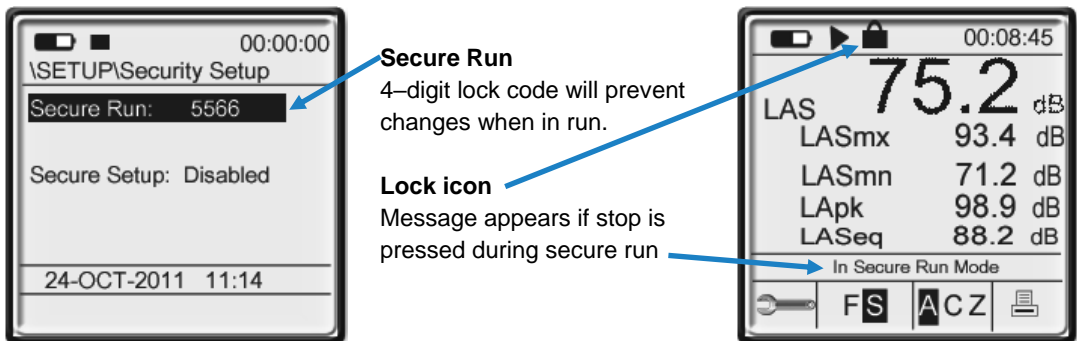 00:00:00
\SETUP\Security Setup
Secure Run: 5566
Secure Setup: Disabled
24-OCT-2011 11:14
Secure Run
4–digit lock code will prevent
changes when in run.
Lock icon
Message appears if stop is
pressed during secure run
00:08:45
LAS 75.2 dB
LASmx 93.4 dB
LASmn 71.2 dB
LApk 98.9 dB
LASeq 88.2 dB
In Secure Run Mode
F S A C Z